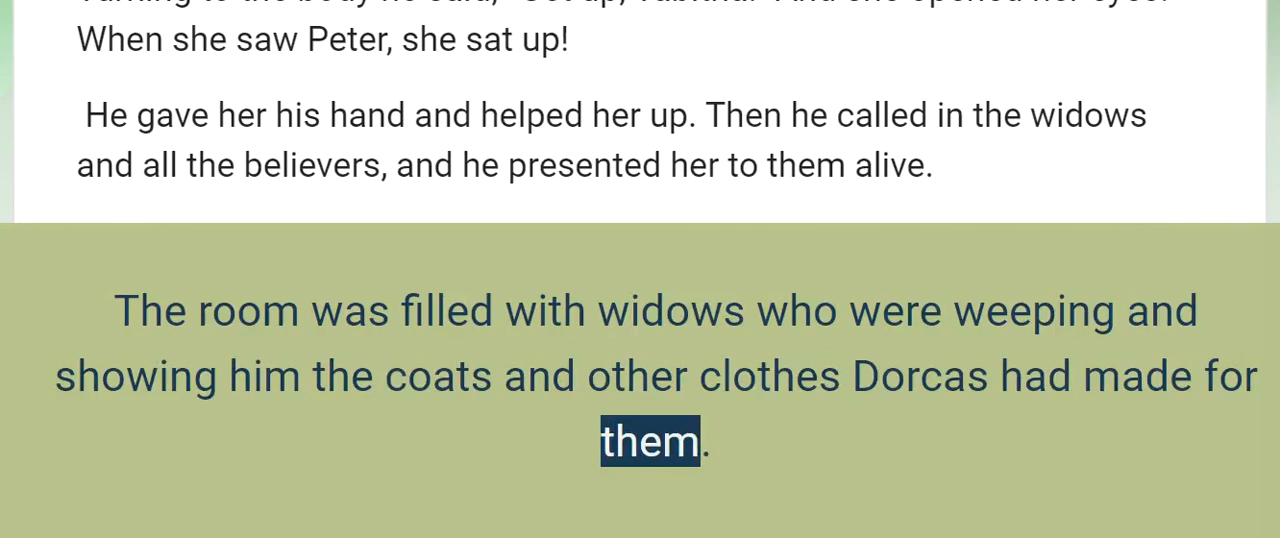 When she saw Peter, she sat up!
He gave her his hand and helped her up. Then he called in the widows
and all the believers, and he presented her to them alive.
The room was filled with widows who were weeping and
showing him the coats and other clothes Dorcas had made for
them.